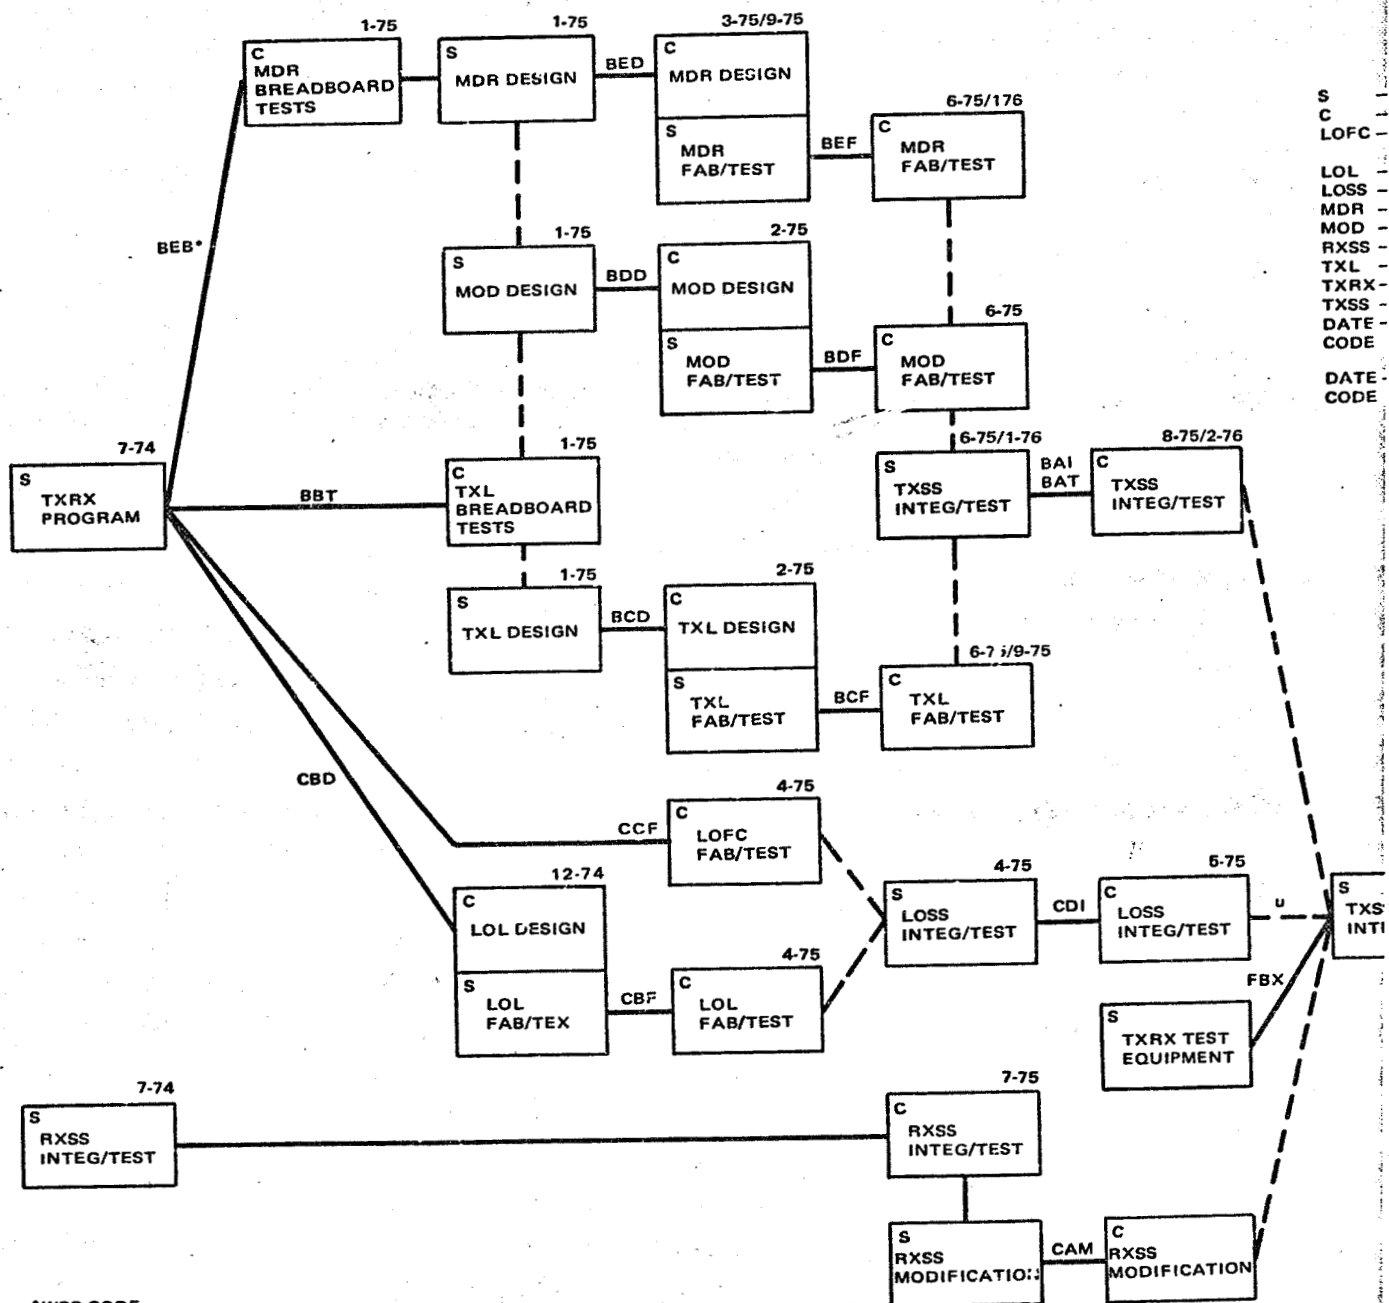 1-75
C
MDR
BREADBOARD
TESTS
1-75
S
MDR DESIGN
BED
3-75/9-75
C
MDR DESIGN
S
MDR
FAB/TEST
BEF
6-75/176
C
MDR
FAB/TEST
S -
C -
LOFC -
LOL -
LOSS -
MDR -
MOD -
RXSS -
TXL -
TXRX -
TXSS -
DATE -
CODE
DATE -
CODE
BEB*
1-75
S
MOD DESIGN
BDD
2-75
C
MOD DESIGN
S
MOD
FAB/TEST
BDF
6-75
C
MOD
FAB/TEST
7-74
S
TXRX
PROGRAM
BBT
1-75
C
TXL
BREADBOARD
TESTS
6-75/1-76
S
TXSS
INTEG/TEST
BAI
BAT
8-75/2-76
C
TXSS
INTEG/TEST
1-75
S
TXL DESIGN
BCD
2-75
C
TXL DESIGN
S
TXL
FAB/TEST
BCF
/9-75
C
TXL
FAB/TEST
CBD
CCF
4-75
C
LOFC
FAB/TEST
12-74
C
LOL DESIGN
S
LOL
FAB/TEX
CBF
4-75
C
LOL
FAB/TEST
4-75
S
LOSS
INTEG/TEST
CDI
5-75
C
LOSS
INTEG/TEST
u
S
FBX
S
TXRX TEST
EQUIPMENT
7-74
S
RXSS
INTEG/TEST
7-75
C
RXSS
INTEG/TEST
S
RXSS
MODIFICATION
CAM
C
RXSS
MODIFICATION